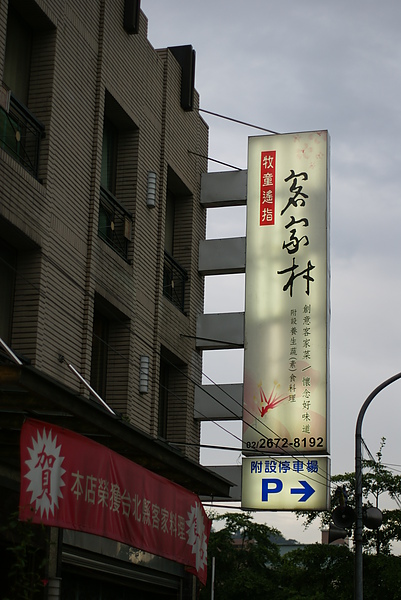 牧童遙指
客家村
創意客家菜/懷念好味道
附設養生蔬(素)食料理
02/2672-8192
附設停車場
P→
賀
本店榮獲台北縣客家料理